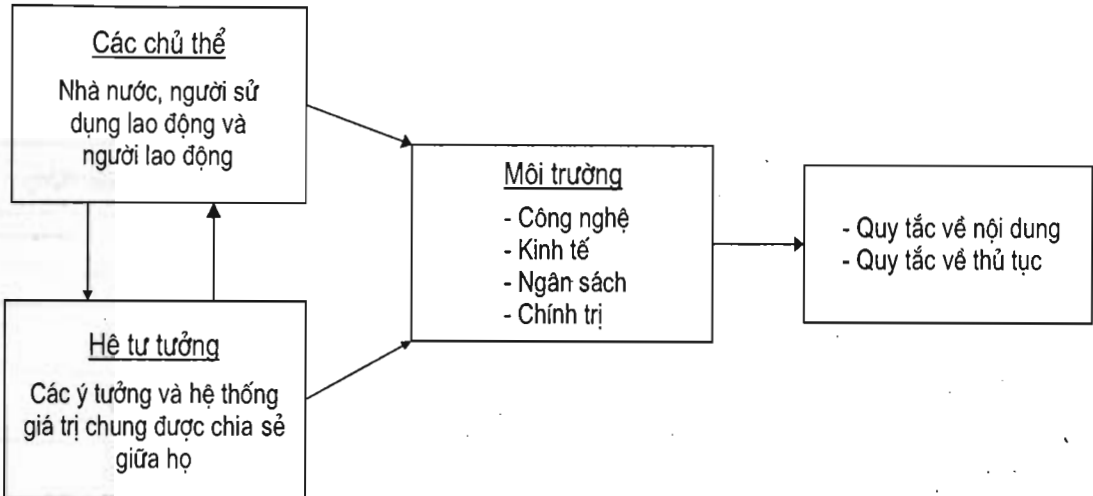 Các chủ thể
Nhà nước, người sử
dụng lao động và
người lao động
Hệ tư tưởng
Các ý tưởng và hệ thống
giá trị chung được chia sẻ
giữa họ
Môi trường
- Công nghệ
- Kinh tế
- Ngân sách
- Chính trị
- Quy tắc về nội dung
- Quy tắc về thủ tục